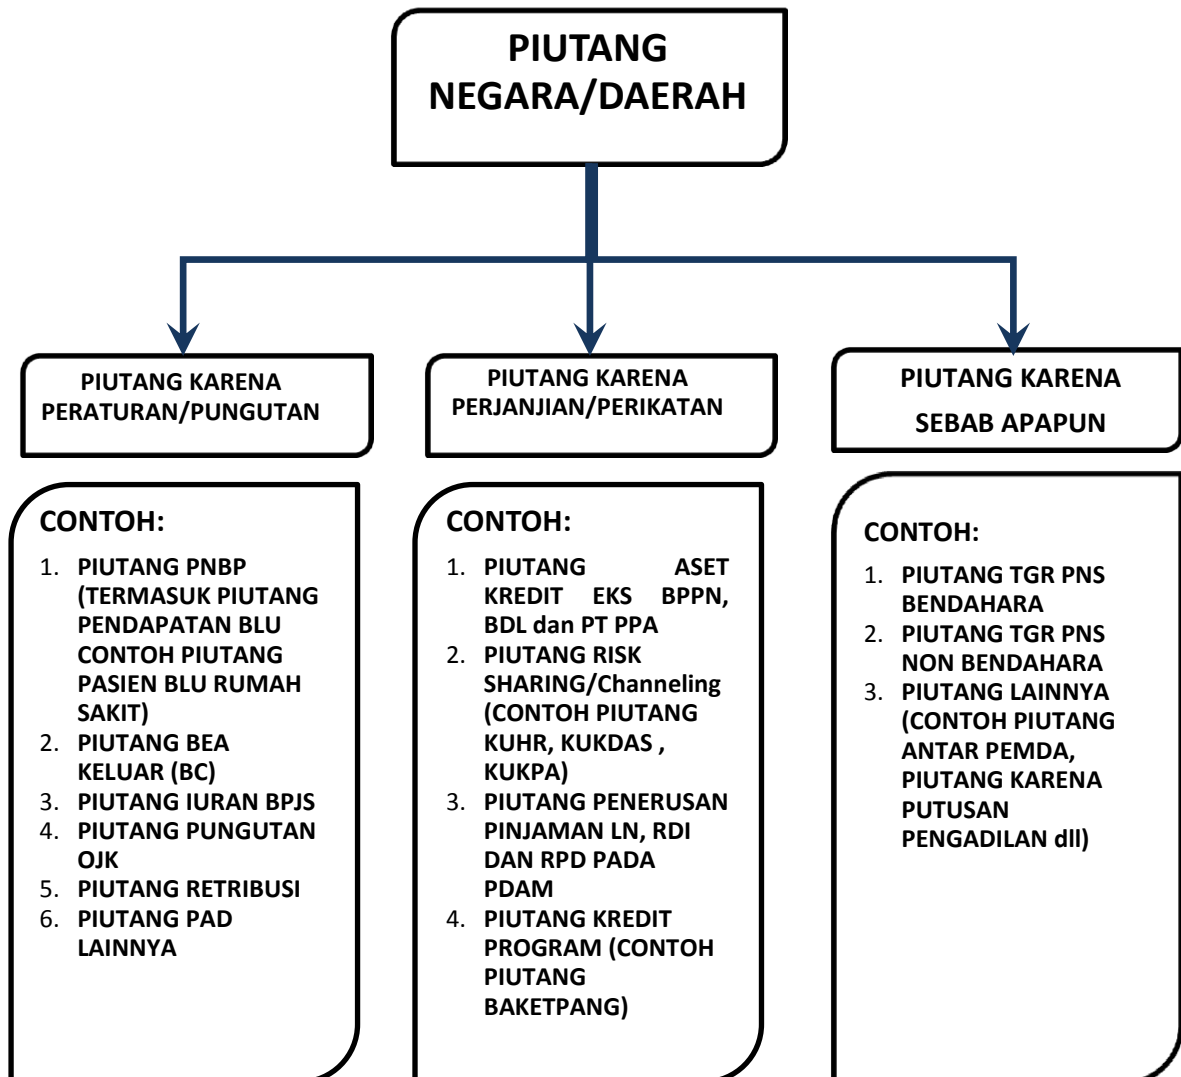 PIUTANG
NEGARA/DAERAH
PIUTANG KARENA
PERATURAN/PUNGUTAN
PIUTANG KARENA
PERJANJIAN/PERIKATAN
PIUTANG KARENA
SEBAB APAPUN
CONTOH:
1. PIUTANG PNBP
(TERMASUK PIUTANG
PENDAPATAN BLU
CONTOH PIUTANG
PASIEN BLU RUMAH
SAKIT)
2. PIUTANG BEA
KELUAR (BC)
3. PIUTANG IURAN BPJS
4. PIUTANG PUNGUTAN
OJK
5. PIUTANG RETRIBUSI
6. PIUTANG PAD
LAINNYA
CONTOH:
1. PIUTANG ASET
KREDIT EKS BPPN,
BDL dan PT PPA
2. PIUTANG RISK
SHARING/Channeling
(CONTOH PIUTANG
KUHR, KUKDAS ,
KUKPA)
3. PIUTANG PENERUSAN
PINJAMAN LN, RDI
DAN RPD PADA
PDAM
4. PIUTANG KREDIT
PROGRAM (CONTOH
PIUTANG
BAKETPANG)
CONTOH:
1. PIUTANG TGR PNS
BENDAHARA
2. PIUTANG TGR PNS
NON BENDAHARA
3. PIUTANG LAINNYA
(CONTOH PIUTANG
ANTAR PEMDA,
PIUTANG KARENA
PUTUSAN
PENGADILAN dll)